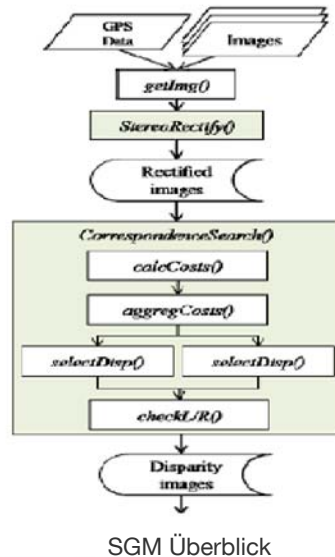 GPS
Data
Images
getImg()
StereoRectify()
Rectified
images
CorrespondenceSearch()
calcCosts()
aggregCosts()
selectDisp()
selectDisp()
checkL/R()
Disparity
images
SGM Überblick